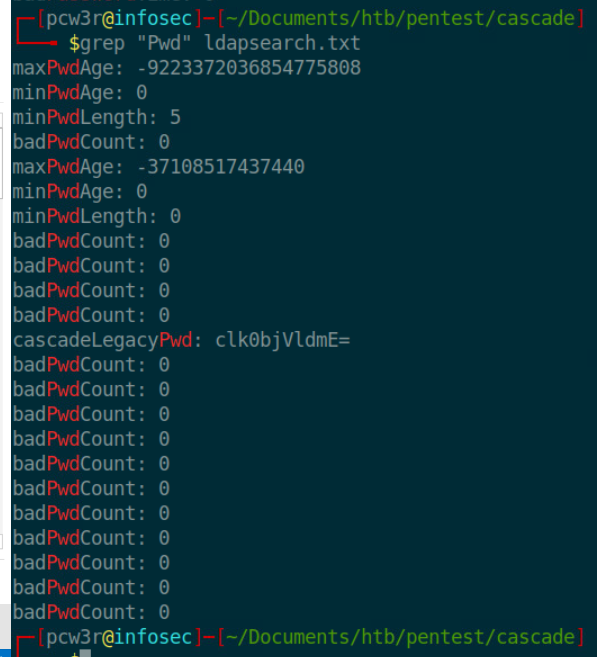 [pcw3r@infosec]-[~/Documents/htb/pentest/cascade]
$grep "Pwd" ldapsearch.txt
maxPwdAge: -9223372036854775808
minPwdAge: 0
minPwdLength: 5
badPwdCount: 0
maxPwdAge: -37108517437440
minPwdAge: 0
minPwdLength: 0
badPwdCount: 0
badPwdCount: 0
badPwdCount: 0
badPwdCount: 0
cascadeLegacyPwd: clk0bjVldmE=
badPwdCount: 0
badPwdCount: 0
badPwdCount: 0
badPwdCount: 0
badPwdCount: 0
badPwdCount: 0
badPwdCount: 0
badPwdCount: 0
badPwdCount: 0
badPwdCount: 0
badPwdCount: 0
[pcw3r@infosec]-[~/Documents/htb/pentest/cascade]
$